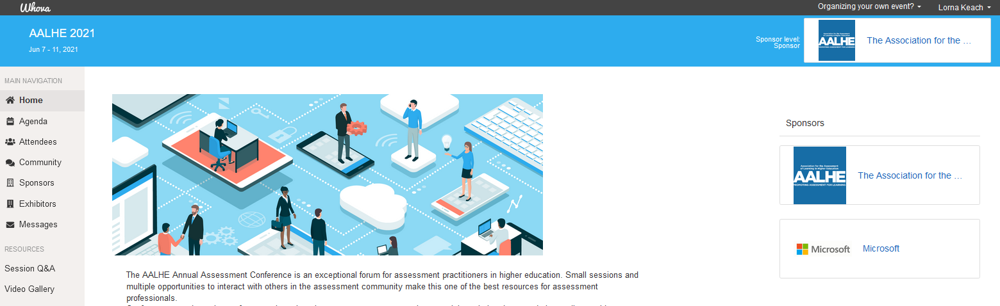 Whova
Organizing your own event?
Lorna Keach
AALHE 2021
Jun 7 - 11, 2021
Sponsor level:
Sponsor
Association for the Assessment
of Learning in Higher Education
AALHE
PROMOTING ASSESSMENT FOR LEARNING
The Association for the ...
MAIN NAVIGATION
Home
Agenda
Attendees
Community
Sponsors
Exhibitors
Messages
RESOURCES
Session Q&A
Video Gallery
The AALHE Annual Assessment Conference is an exceptional forum for assessment practitioners in higher education. Small sessions and
multiple opportunities to interact with others in the assessment community make this one of the best resources for assessment
professionals.
Sponsors
Association for the Assessment
of Learning in Higher Education
AALHE
PROMOTING ASSESSMENT FOR LEARNING
The Association for the ...
Microsoft
Microsoft